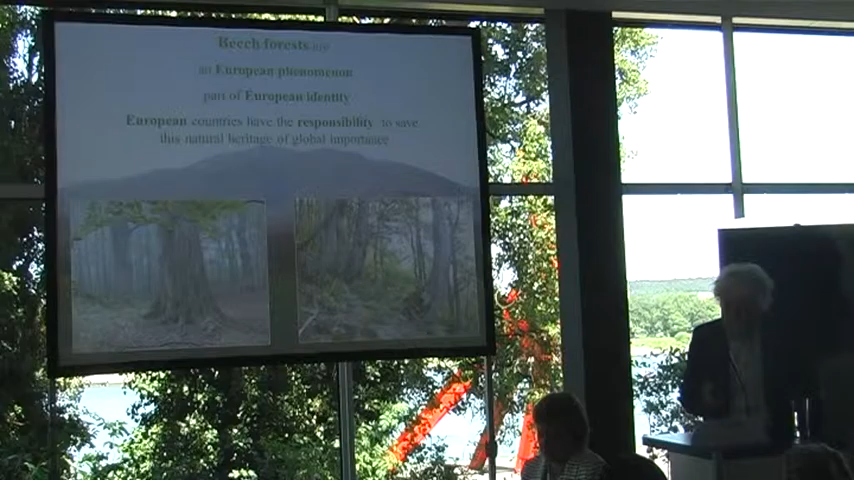 Beech forests are
an European phenomenon
part of European identity
European countries have the responsibility to save
this natural heritage of global importance